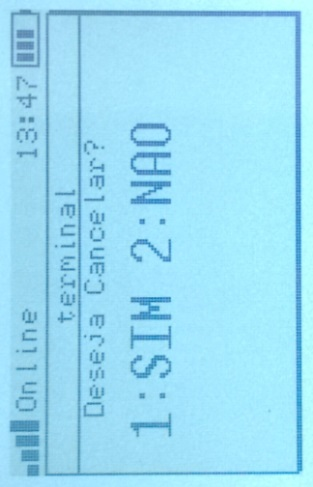 Online 13:47
terminal
Deseja Cancelar?
1:SIM 2:NAO